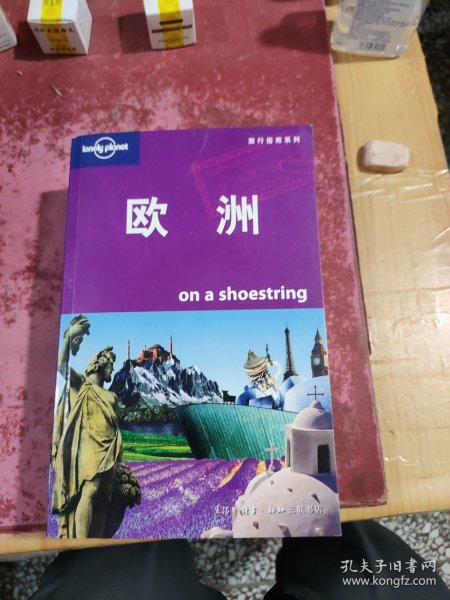 lonely planet
旅行指南系列
欧洲
on a shoestring
生活·读书·新知三联书店
孔夫子旧书网
www.kongfz.com